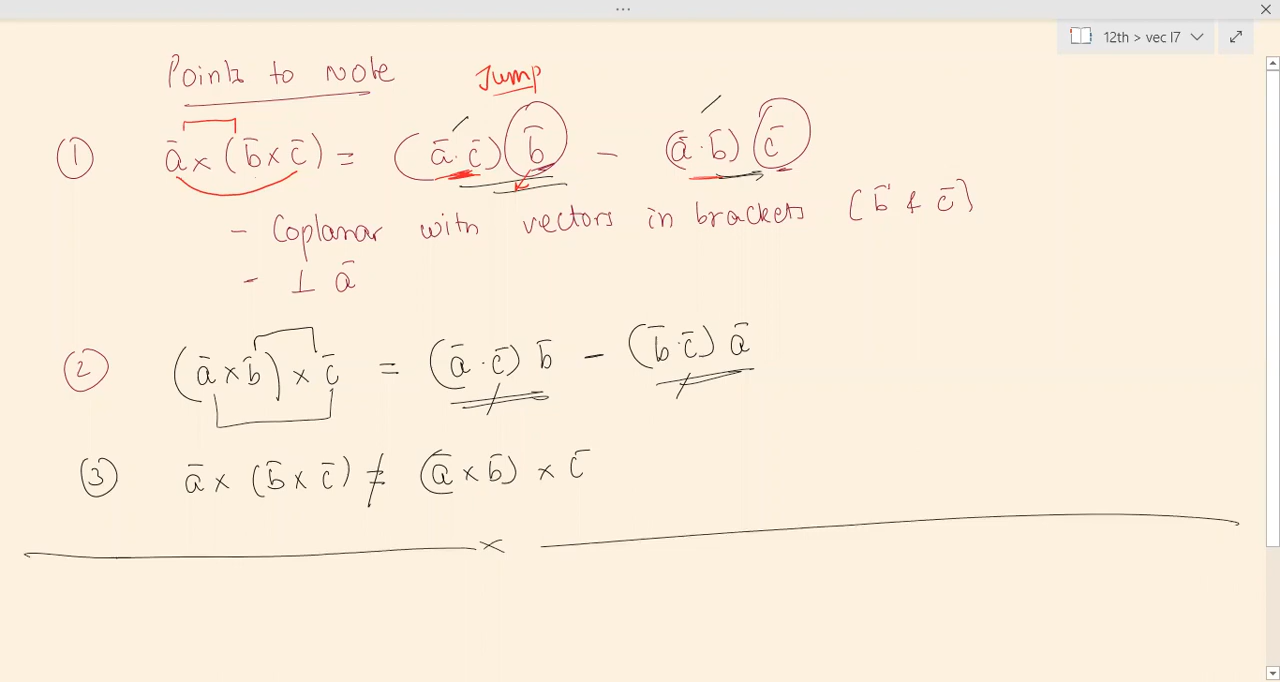 12th > vec l7
Points to Note
Jump
① ā × (b̄ × c̄) = (ā · c̄) b̄ − (ā · b̄) c̄
- Coplanar with vectors in brackets (b̄ & c̄)
- ⊥ ā
② (ā × b̄) × c̄ = (ā · c̄) b̄ − (b̄ · c̄) ā
③ ā × (b̄ × c̄) ≠ (ā × b̄) × c̄
×